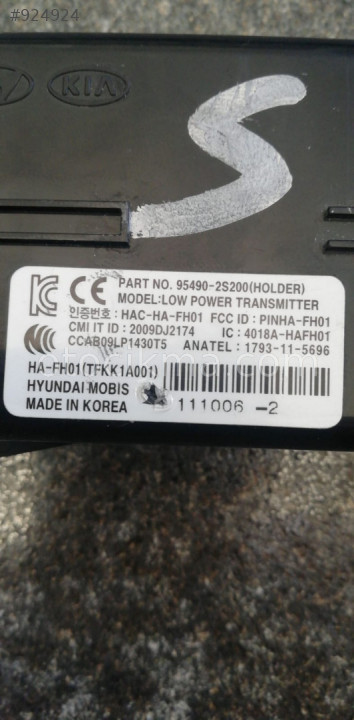 #924924
KIA
S
PART NO. 95490-2S200(HOLDER)
MODEL:LOW POWER TRANSMITTER
인증번호 : HAC-HA-FH01 FCC ID : PINHA-FH01
CMI IT ID : 2009DJ2174 IC : 4018A-HAFH01
CCAB09LP1430T5 ANATEL : 1793-11-5696
HA-FH01(TFKK1A001)
HYUNDAI MOBIS
MADE IN KOREA
111006 -2